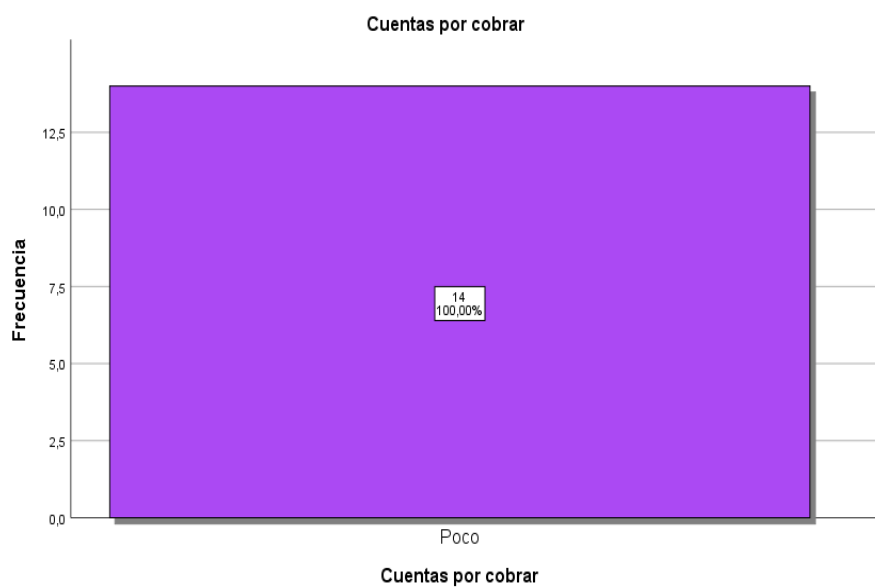 Cuentas por cobrar
Frecuencia
12,5
10,0
7,5
5,0
2,5
0,0
14
100,00%
Poco
Cuentas por cobrar